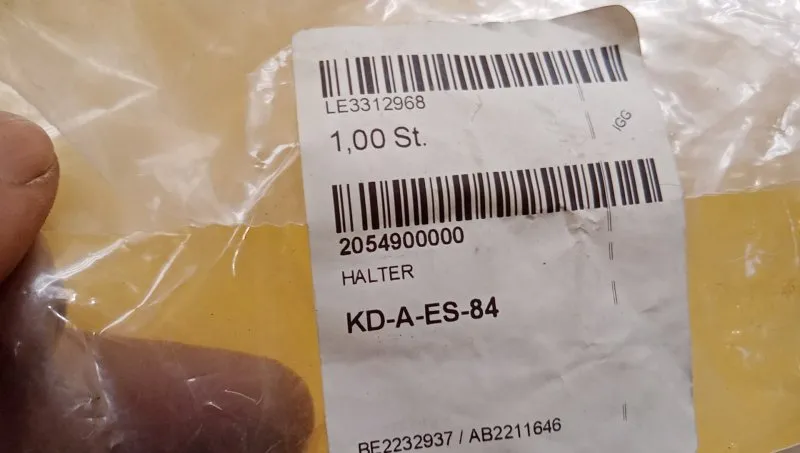 LE3312968
1,00 St.
IGG
2054900000
HALTER
KD-A-ES-84
BE2232937 / AB2211646